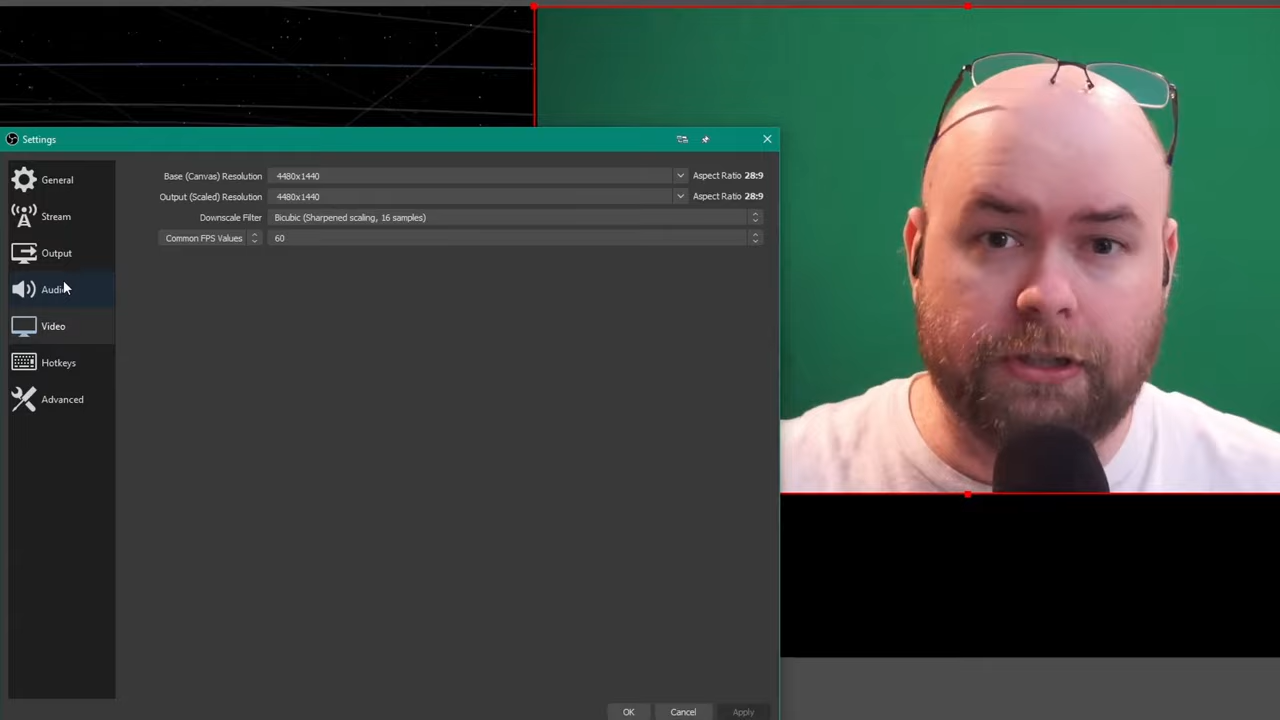 Settings
General
Stream
Output
Audio
Video
Hotkeys
Advanced
Base (Canvas) Resolution 4480x1440 Aspect Ratio 28:9
Output (Scaled) Resolution 4480x1440 Aspect Ratio 28:9
Downscale Filter Bicubic (Sharpened scaling, 16 samples)
Common FPS Values 60
OK Cancel Apply